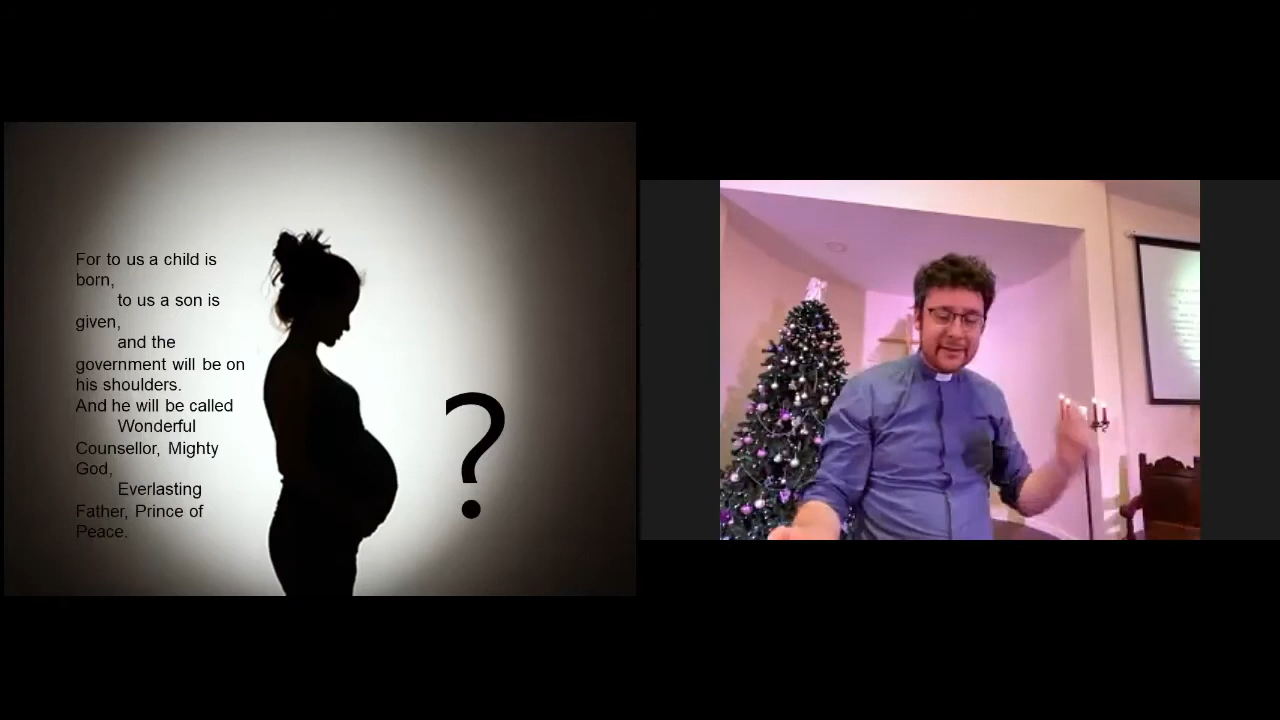 For to us a child is
born,
to us a son is
given,
and the
government will be on
his shoulders.
And he will be called
Wonderful
Counsellor, Mighty
God,
Everlasting
Father, Prince of
Peace.
?